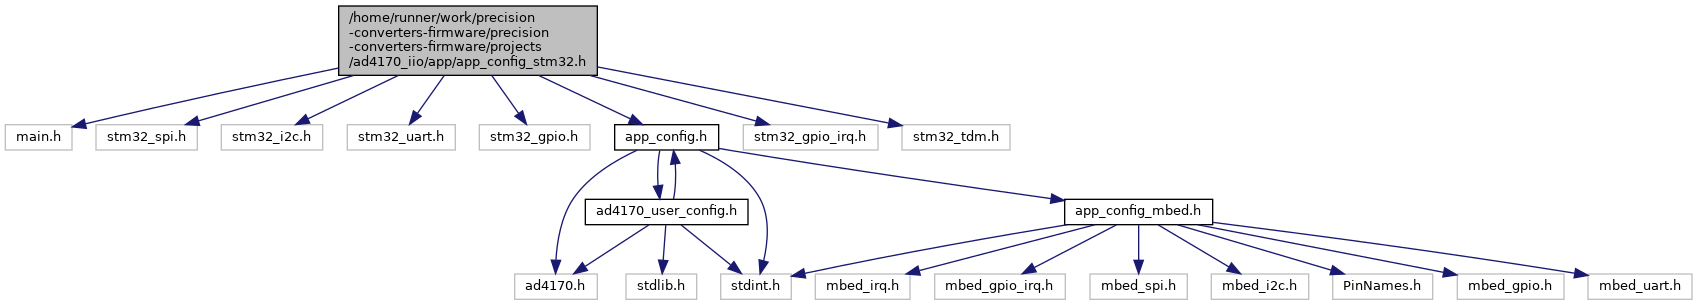 /home/runner/work/precision
-converters-firmware/precision
-converters-firmware/projects
/ad4170_iio/app/app_config_stm32.h
main.h
stm32_spi.h
stm32_i2c.h
stm32_uart.h
stm32_gpio.h
app_config.h
stm32_gpio_irq.h
stm32_tdm.h
ad4170_user_config.h
app_config_mbed.h
ad4170.h
stdlib.h
stdint.h
mbed_irq.h
mbed_gpio_irq.h
mbed_spi.h
mbed_i2c.h
PinNames.h
mbed_gpio.h
mbed_uart.h